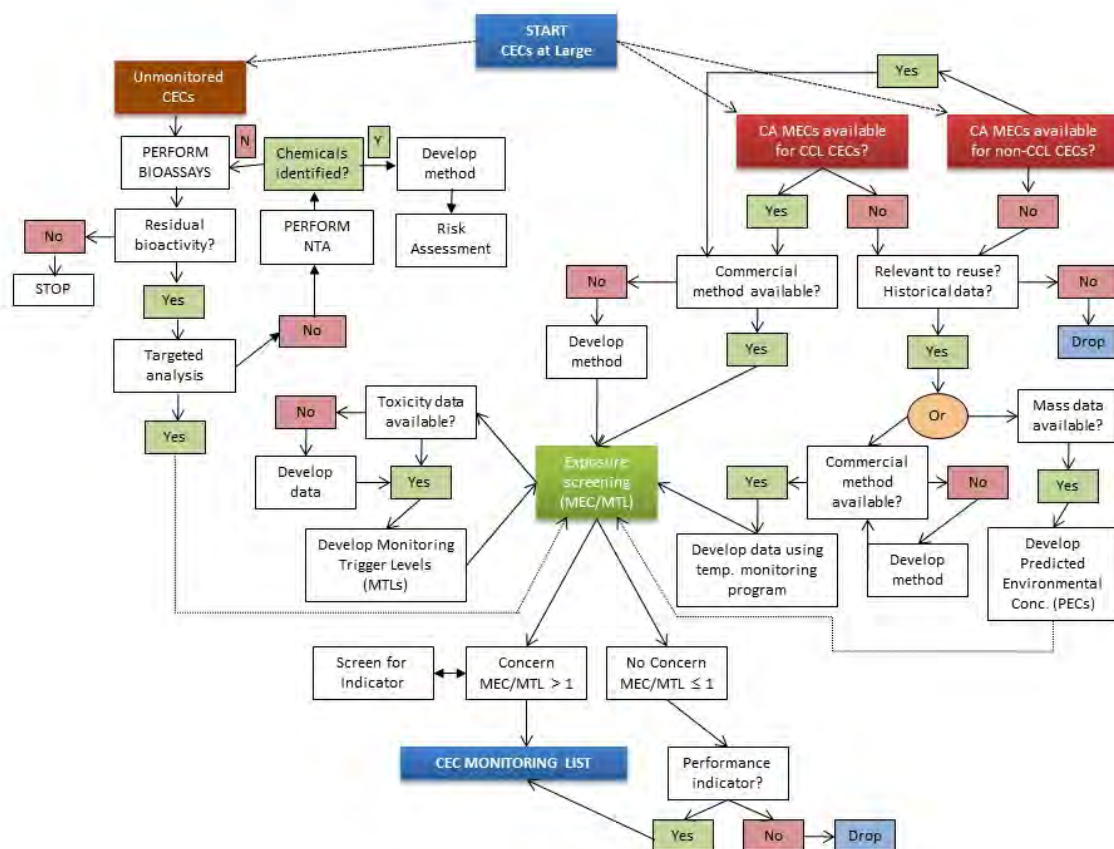 START
CECs at Large
Unmonitored
CECs
Yes
CA MECs available
for CCL CECs?
CA MECs available
for non-CCL CECs?
PERFORM
BIOASSAYS
N
Chemicals
identified?
Y
Develop
method
Yes
No
No
Residual
bioactivity?
No
STOP
PERFORM
NTA
Risk
Assessment
Commercial
method available?
No
Relevant to reuse?
Historical data?
No
Yes
No
Develop
method
Yes
Yes
Drop
Targeted
analysis
Yes
Toxicity data
available?
No
Develop
data
Yes
Develop Monitoring
Trigger Levels
(MTLs)
Exposure
screening
(MEC/MTL)
Or
Mass data
available?
Yes
Commercial
method
available?
No
Yes
Develop data using
temp. monitoring
program
Develop
method
Develop
Predicted
Environmental
Conc. (PECs)
Screen for
Indicator
Concern
MEC/MTL > 1
No Concern
MEC/MTL ≤ 1
CEC MONITORING LIST
Performance
indicator?
Yes
No
Drop